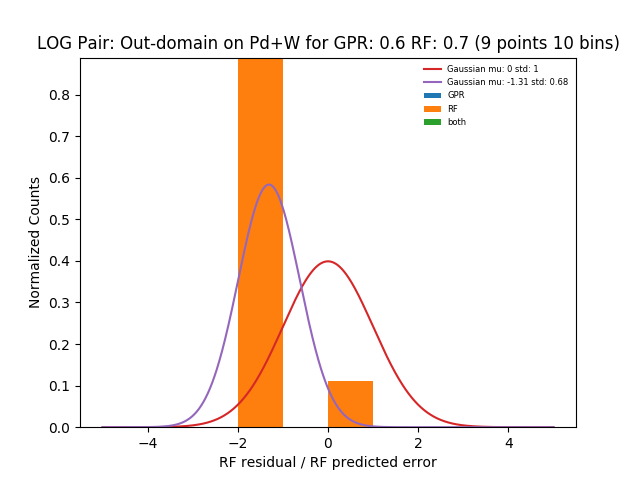 LOG Pair: Out-domain on Pd+W for GPR: 0.6 RF: 0.7 (9 points 10 bins)
Gaussian mu: 0 std: 1
Gaussian mu: -1.31 std: 0.68
GPR
RF
both
Normalized Counts
0.8
0.7
0.6
0.5
0.4
0.3
0.2
0.1
0.0
−4 −2 0 2 4
RF residual / RF predicted error